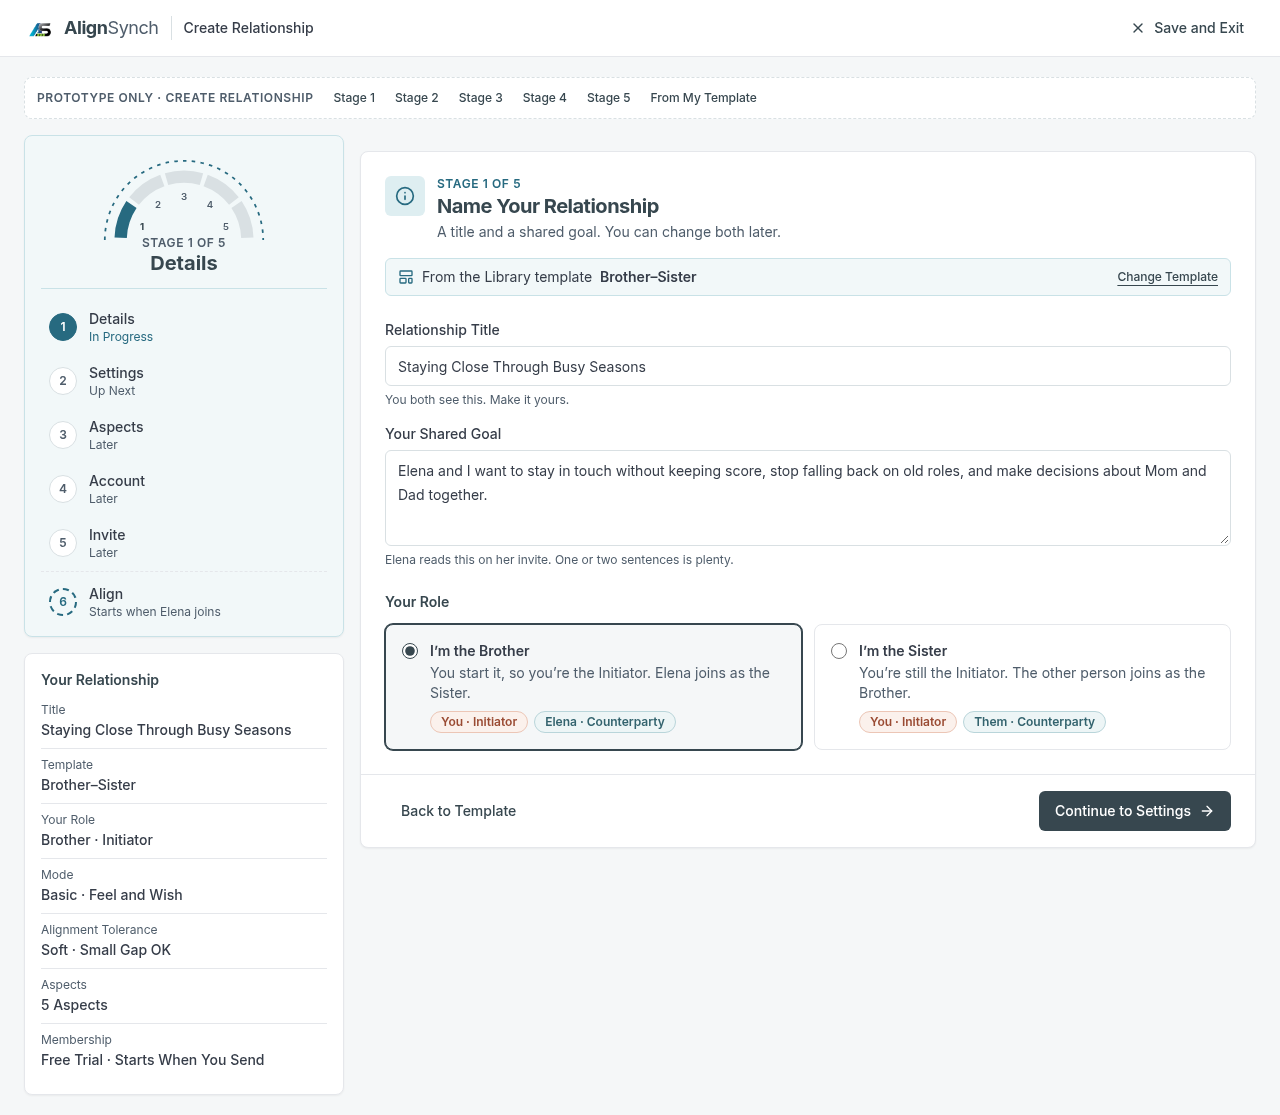 AlignSynch
Create Relationship
Save and Exit
PROTOTYPE ONLY · CREATE RELATIONSHIP
Stage 1
Stage 2
Stage 3
Stage 4
Stage 5
From My Template
1
2
3
4
5
STAGE 1 OF 5
Details
1
Details
In Progress
2
Settings
Up Next
3
Aspects
Later
4
Account
Later
5
Invite
Later
6
Align
Starts when Elena joins
Your Relationship
Title
Staying Close Through Busy Seasons
Template
Brother–Sister
Your Role
Brother · Initiator
Mode
Basic · Feel and Wish
Alignment Tolerance
Soft · Small Gap OK
Aspects
5 Aspects
Membership
Free Trial · Starts When You Send
STAGE 1 OF 5
Name Your Relationship
A title and a shared goal. You can change both later.
From the Library template Brother–Sister
Change Template
Relationship Title
Staying Close Through Busy Seasons
You both see this. Make it yours.
Your Shared Goal
Elena and I want to stay in touch without keeping score, stop falling back on old roles, and make decisions about Mom and
Dad together.
Elena reads this on her invite. One or two sentences is plenty.
Your Role
I’m the Brother
You start it, so you’re the Initiator. Elena joins as the
Sister.
You · Initiator
Elena · Counterparty
I’m the Sister
You’re still the Initiator. The other person joins as the
Brother.
You · Initiator
Them · Counterparty
Back to Template
Continue to Settings